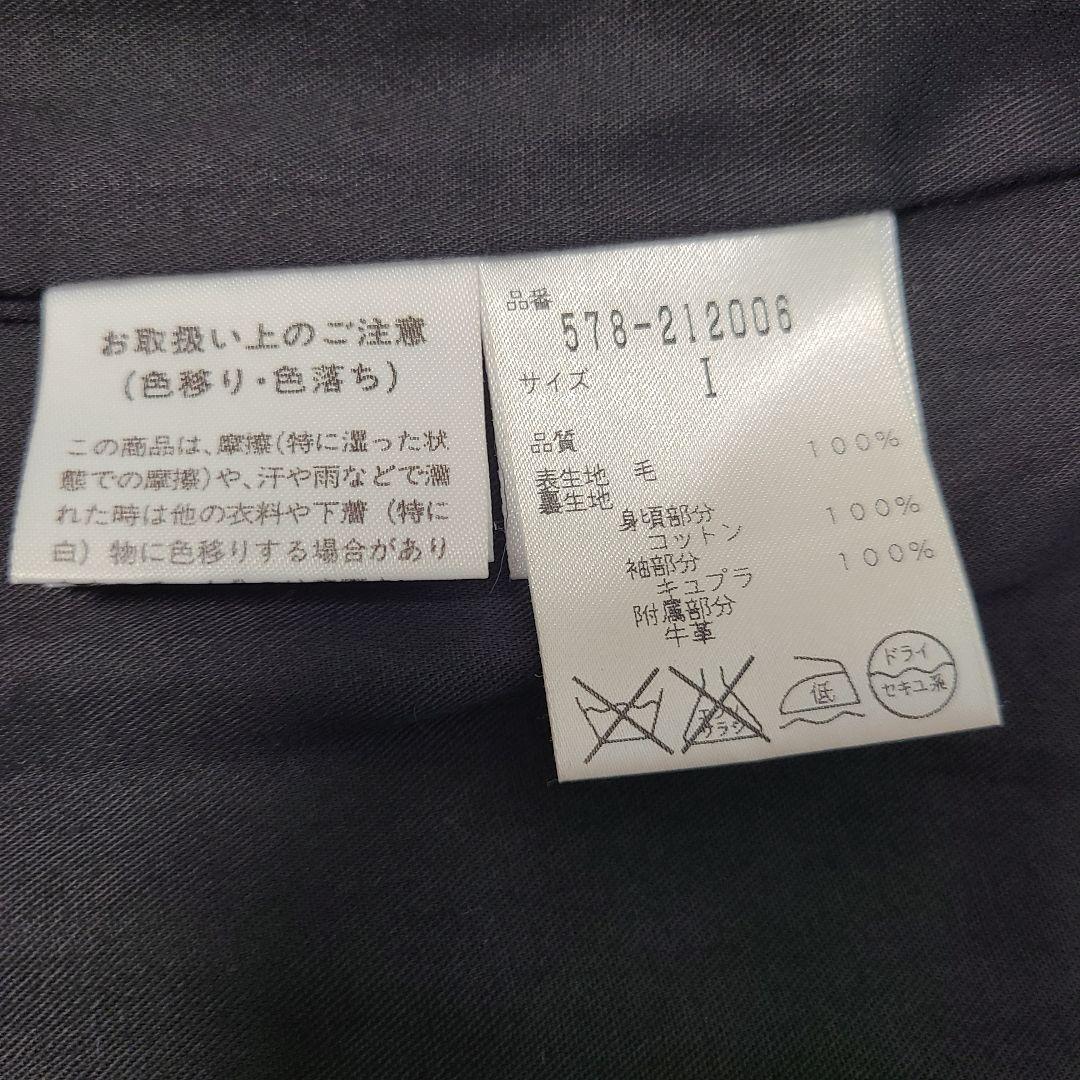 お取扱い上のご注意
(色移り・色落ち)
この商品は、摩擦(特に湿った状
態での摩擦)や、汗や雨などで濡
れた時は他の衣料や下着(特に
白)物に色移りする場合があり
品番
578-212006
サイズ I
品質
表生地 毛 100%
裏生地
身頃部分
コットン 100%
袖部分
キュプラ 100%
附属部分
牛革
エンソ
サラシ
低
ドライ
セキユ系